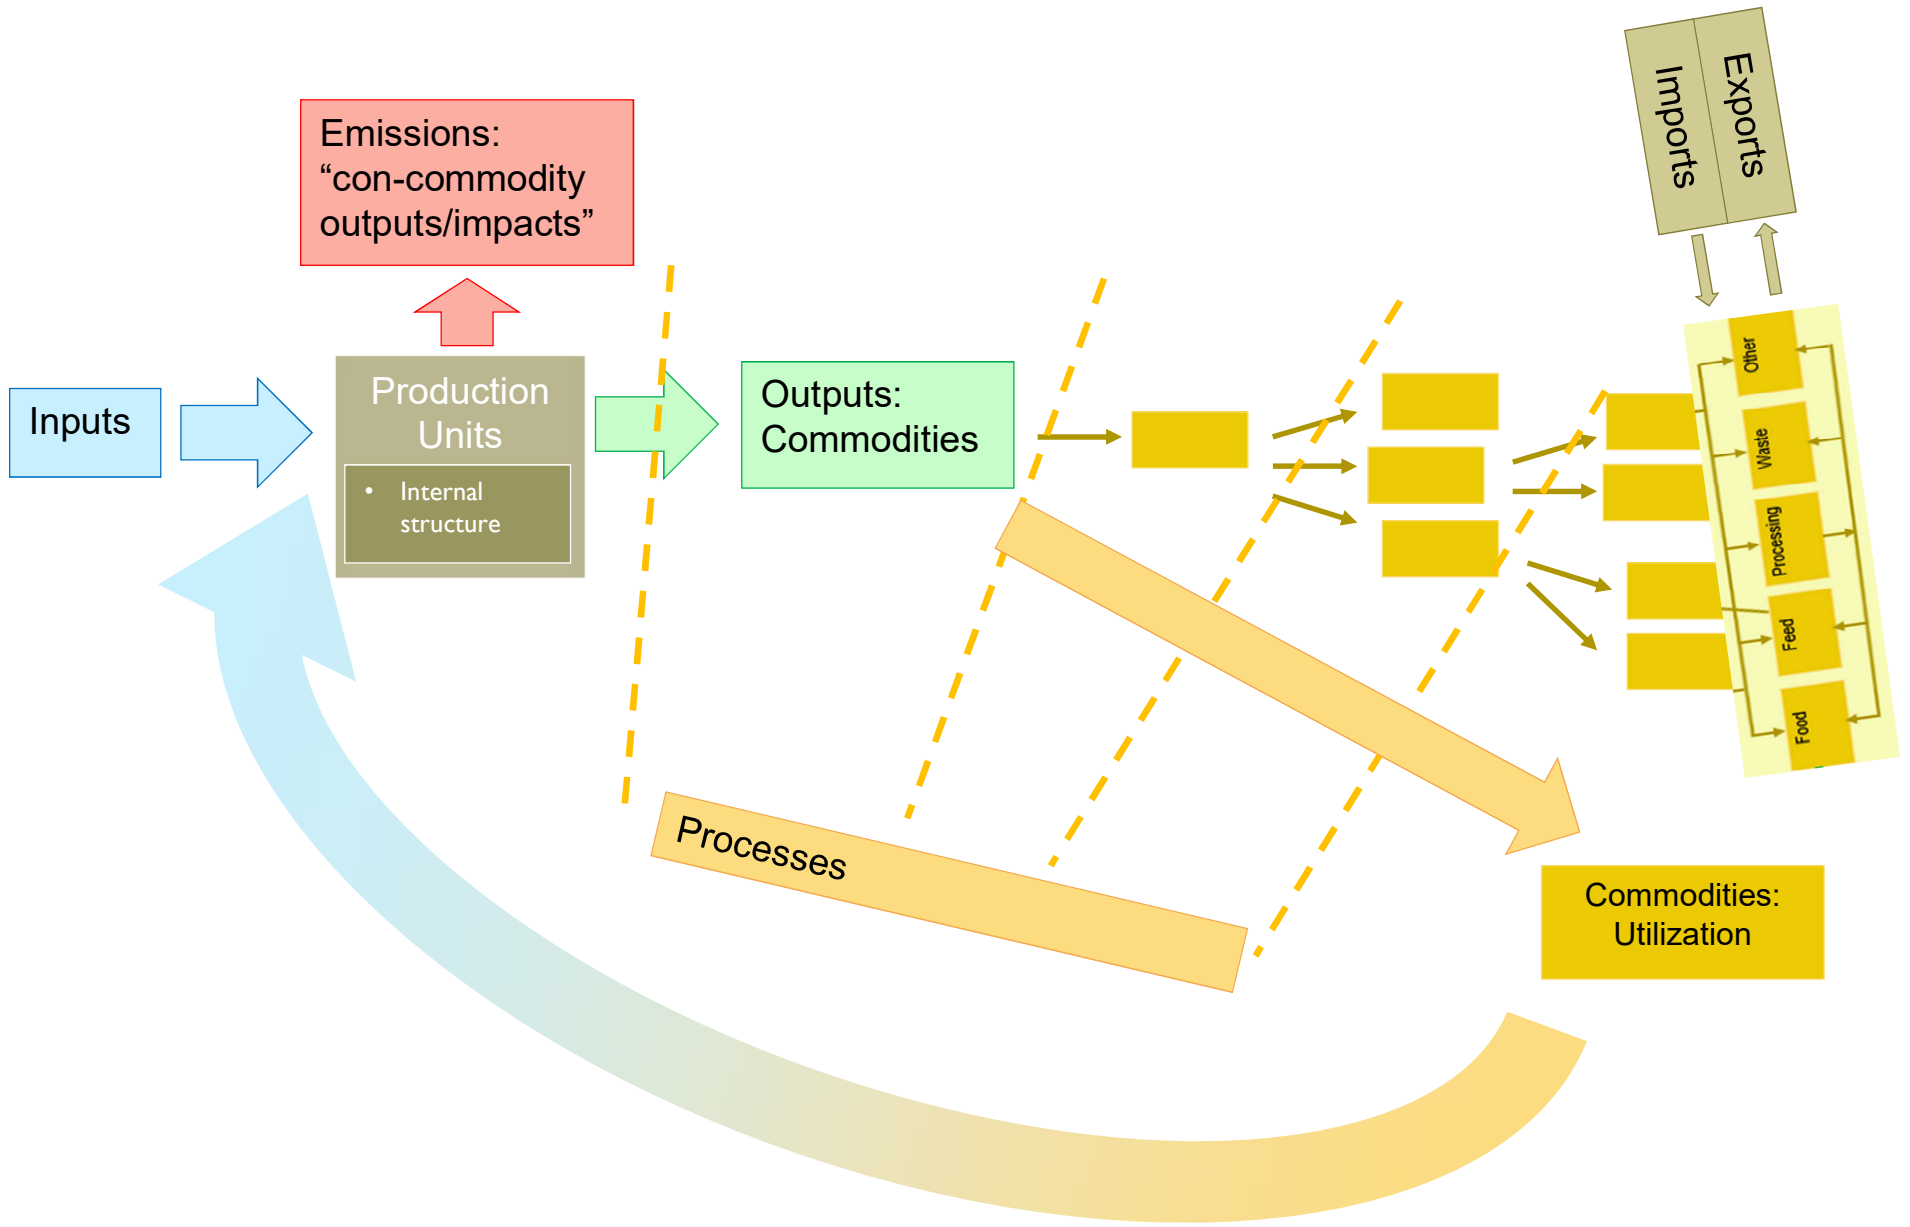 Emissions:
“con-commodity
outputs/impacts”
Imports
Exports
Inputs
Production
Units
• Internal
structure
Outputs:
Commodities
Other
Waste
Processing
Feed
Food
Processes
Commodities:
Utilization